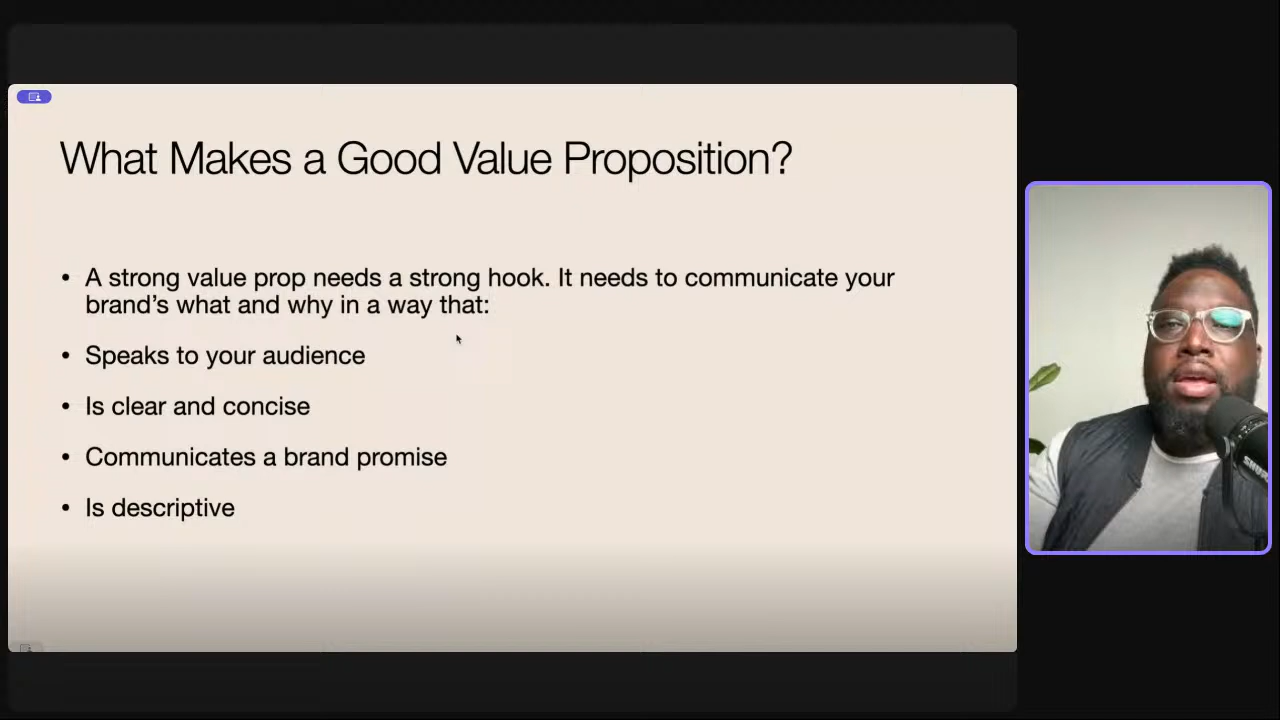 What Makes a Good Value Proposition?
• A strong value prop needs a strong hook. It needs to communicate your
brand’s what and why in a way that:
• Speaks to your audience
• Is clear and concise
• Communicates a brand promise
• Is descriptive